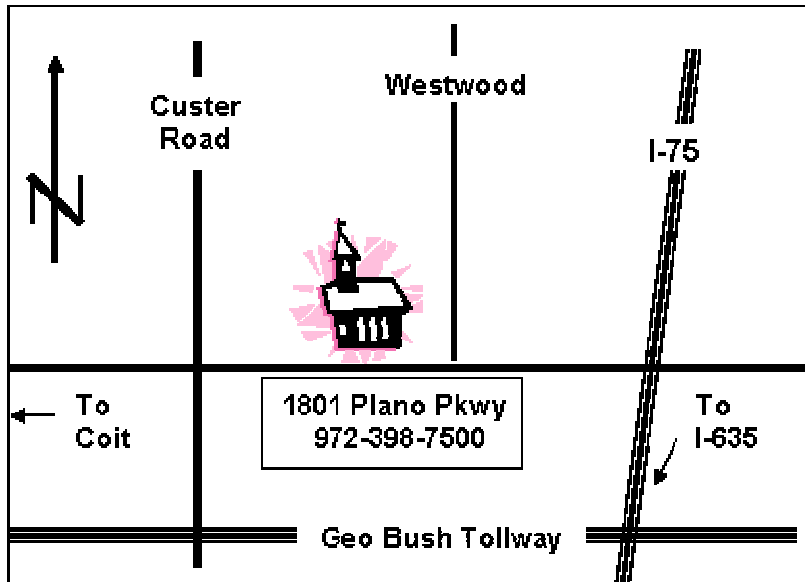 Westwood
Custer
Road
I-75
N
1801 Plano Pkwy
972-398-7500
To
Coit
To
I-635
Geo Bush Tollway